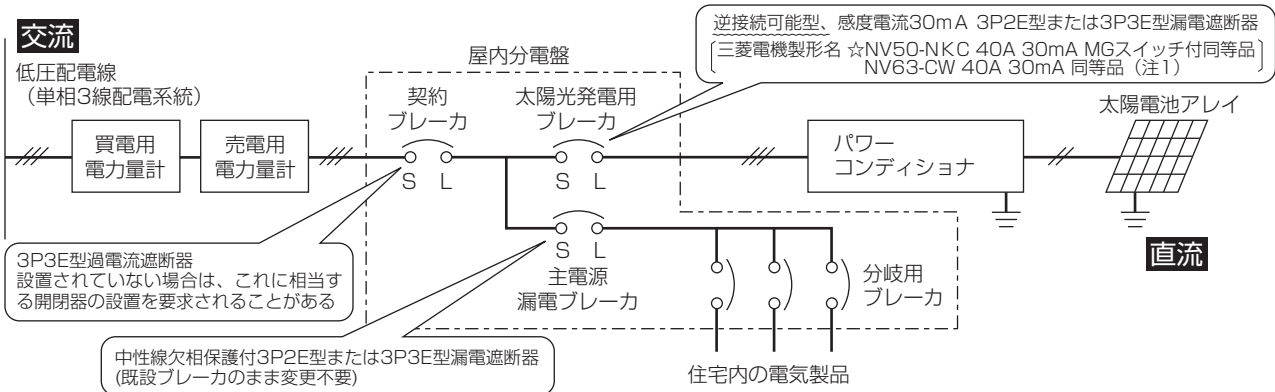 交流
低圧配電線
（単相3線配電系統）
買電用
電力量計
売電用
電力量計
屋内分電盤
契約
ブレーカ
S L
太陽光発電用
ブレーカ
S L
逆接続可能型、感度電流30mA 3P2E型または3P3E型漏電遮断器
三菱電機製形名 ☆NV50-NKC 40A 30mA MGスイッチ付同等品
NV63-CW 40A 30mA 同等品（注1）
パワー
コンディショナ
太陽電池アレイ
直流
S L
主電源
漏電ブレーカ
分岐用
ブレーカ
3P3E型過電流遮断器
設置されていない場合は、これに相当す
る開閉器の設置を要求されることがある
中性線欠相保護付3P2E型または3P3E型漏電遮断器
(既設ブレーカのまま変更不要)
住宅内の電気製品